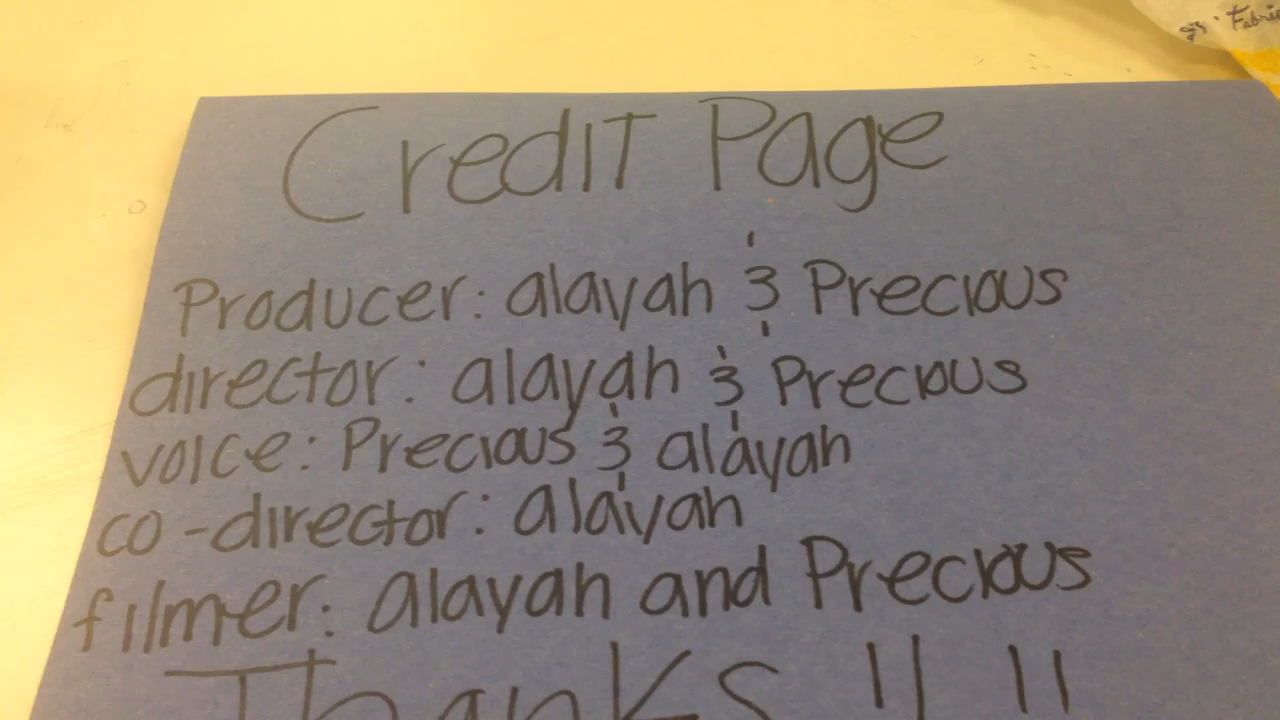 Credit Page
Producer: alayah & Precious
director: alayah & Precious
voice: Precious & alayah
co-director: alayah
filmer: alayah and Precious
Thanks !! !!